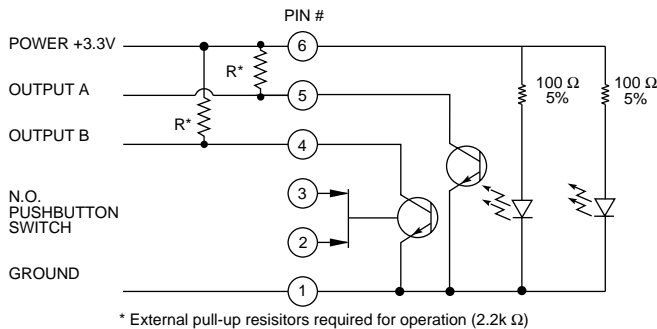 PIN #
POWER +3.3V
6
R*
100 Ω
5%
100 Ω
5%
OUTPUT A
5
R*
OUTPUT B
4
N.O.
PUSHBUTTON
SWITCH
3
2
GROUND
1
* External pull-up resisitors required for operation (2.2k Ω)